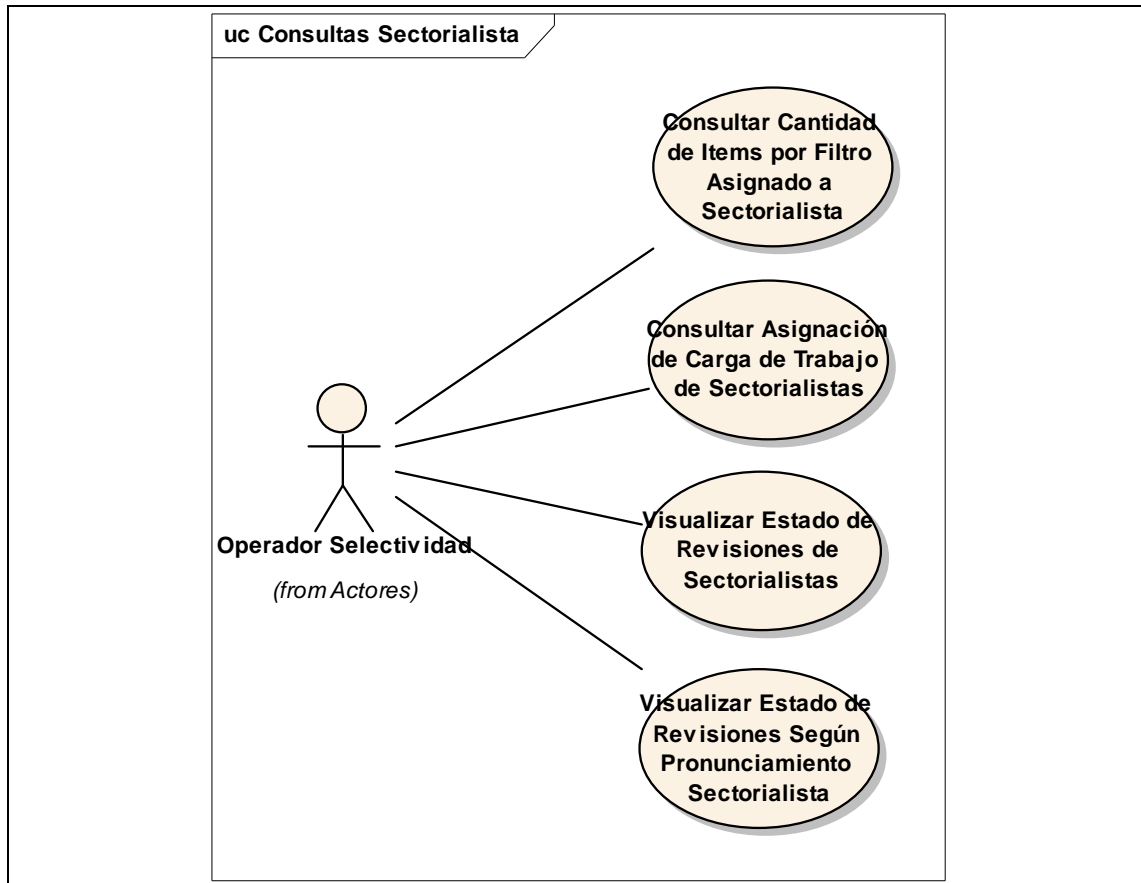 uc Consultas Sectorialista
Consultar Cantidad
de Items por Filtro
Asignado a
Sectorialista
Consultar Asignación
de Carga de Trabajo
de Sectorialistas
Visualizar Estado de
Revisiones de
Sectorialistas
Visualizar Estado de
Revisiones Según
Pronunciamiento
Sectorialista
Operador Selectividad
(from Actores)